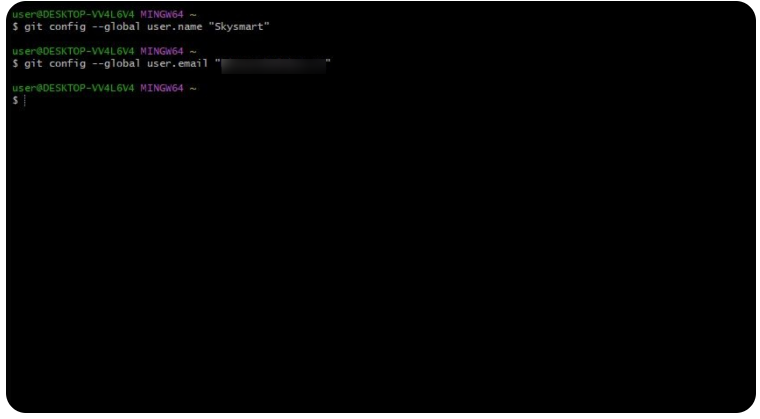 user@DESKTOP-VV4L6V4 MINGW64 ~
$ git config --global user.name "Skysmart"
user@DESKTOP-VV4L6V4 MINGW64 ~
$ git config --global user.email " "
user@DESKTOP-VV4L6V4 MINGW64 ~
$